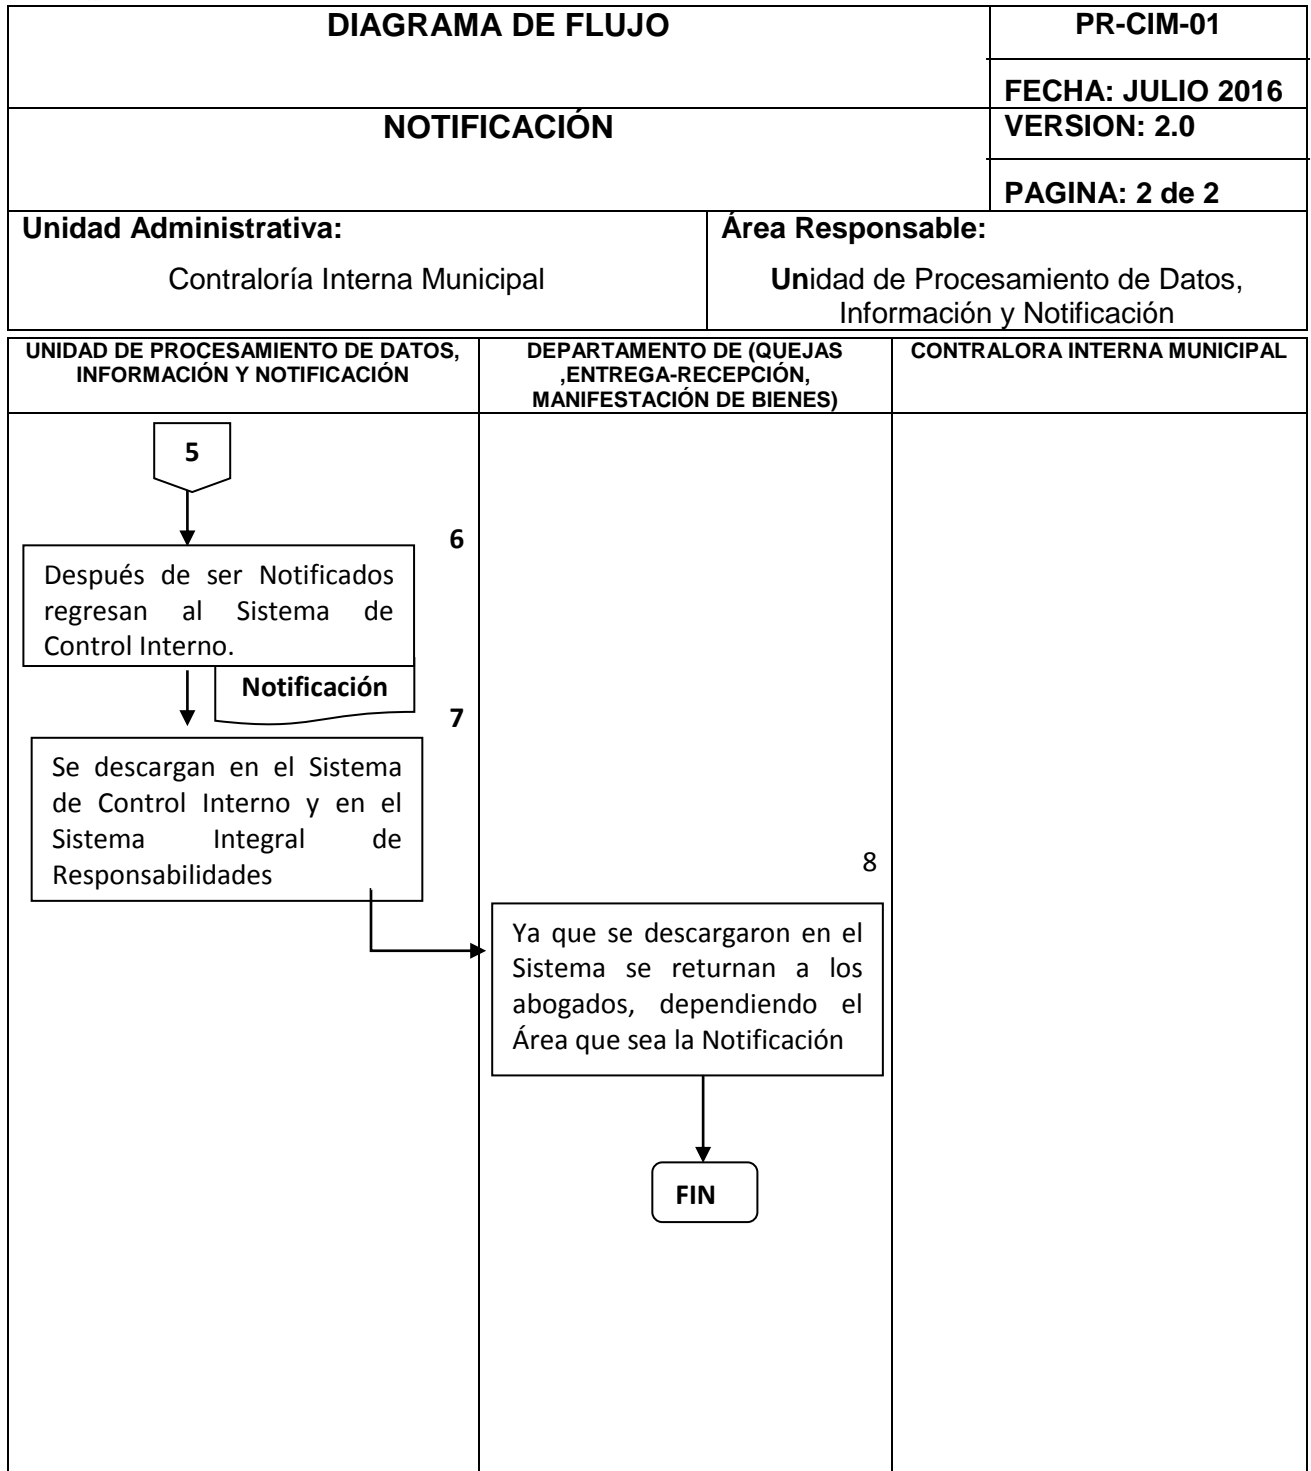 DIAGRAMA DE FLUJO
PR-CIM-01
FECHA: JULIO 2016
NOTIFICACIÓN
VERSION: 2.0
PAGINA: 2 de 2
Unidad Administrativa:
Contraloría Interna Municipal
Área Responsable:
Unidad de Procesamiento de Datos,
Información y Notificación
UNIDAD DE PROCESAMIENTO DE DATOS,
INFORMACIÓN Y NOTIFICACIÓN
DEPARTAMENTO DE (QUEJAS
,ENTREGA-RECEPCIÓN,
MANIFESTACIÓN DE BIENES)
CONTRALORA INTERNA MUNICIPAL
5
6
Después de ser Notificados
regresan al Sistema de
Control Interno.
Notificación
7
Se descargan en el Sistema
de Control Interno y en el
Sistema Integral de
Responsabilidades
8
Ya que se descargaron en el
Sistema se returnan a los
abogados, dependiendo el
Área que sea la Notificación
FIN